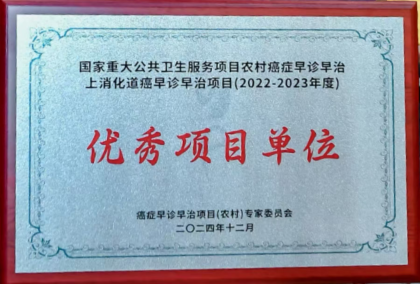 国家重大公共卫生服务项目农村癌症早诊早治
上消化道癌早诊早治项目(2022-2023年度)
优秀项目单位
癌症早诊早治项目(农村)专家委员会
二〇二四年十二月